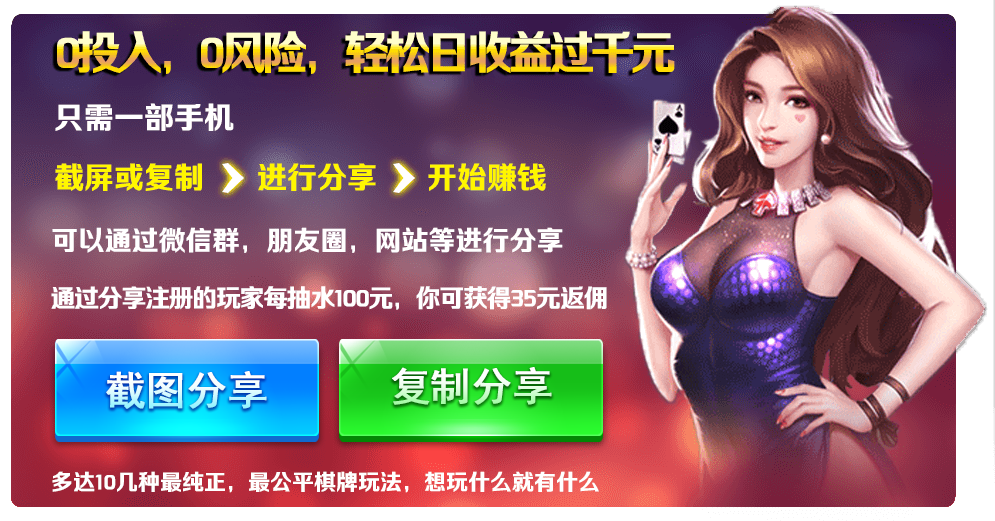 0投入，0风险，轻松日收益过千元
只需一部手机
截屏或复制 进行分享 开始赚钱
可以通过微信群，朋友圈，网站等进行分享
通过分享注册的玩家每抽水100元，你可获得35元返佣
截图分享 复制分享
多达10几种最纯正，最公平棋牌玩法，想玩什么就有什么
A